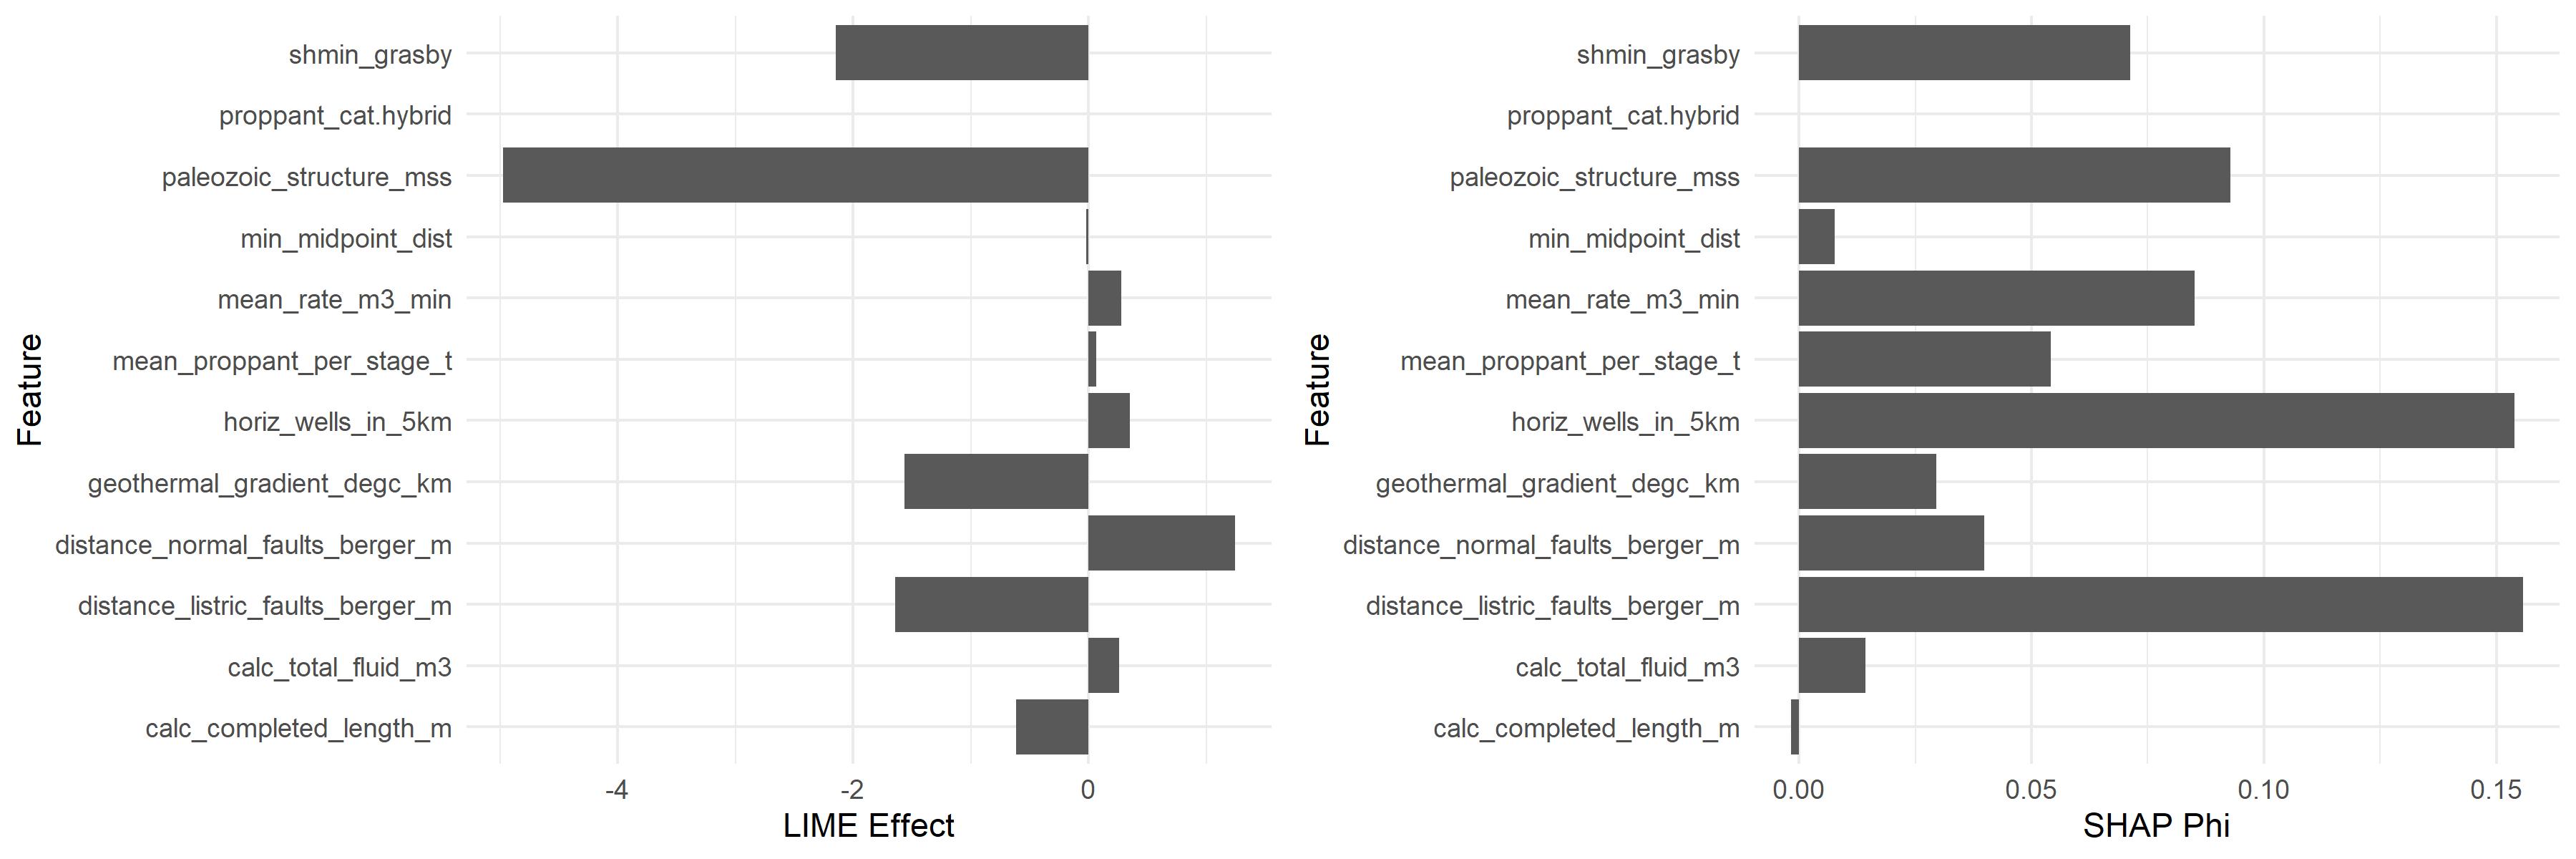 Feature
shmin_grasby
proppant_cat.hybrid
paleozoic_structure_mss
min_midpoint_dist
mean_rate_m3_min
mean_proppant_per_stage_t
horiz_wells_in_5km
geothermal_gradient_degc_km
distance_normal_faults_berger_m
distance_listric_faults_berger_m
calc_total_fluid_m3
calc_completed_length_m
-4 -2 0
LIME Effect
Feature
shmin_grasby
proppant_cat.hybrid
paleozoic_structure_mss
min_midpoint_dist
mean_rate_m3_min
mean_proppant_per_stage_t
horiz_wells_in_5km
geothermal_gradient_degc_km
distance_normal_faults_berger_m
distance_listric_faults_berger_m
calc_total_fluid_m3
calc_completed_length_m
0.00 0.05 0.10 0.15
SHAP Phi